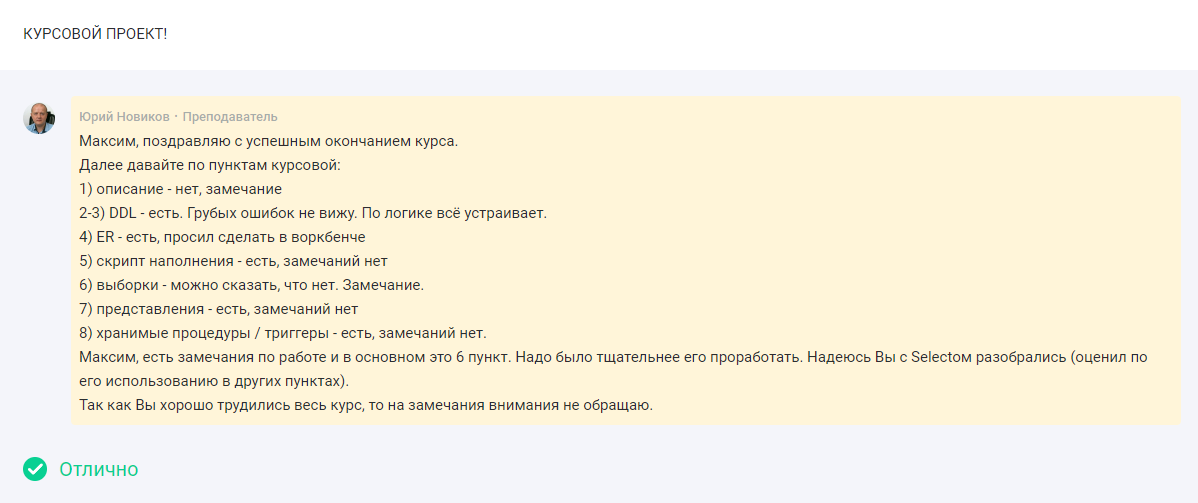 КУРСОВОЙ ПРОЕКТ!
Юрий Новиков · Преподаватель
Максим, поздравляю с успешным окончанием курса.
Далее давайте по пунктам курсовой:
1) описание - нет, замечание
2-3) DDL - есть. Грубых ошибок не вижу. По логике всё устраивает.
4) ER - есть, просил сделать в воркбенче
5) скрипт наполнения - есть, замечаний нет
6) выборки - можно сказать, что нет. Замечание.
7) представления - есть, замечаний нет
8) хранимые процедуры / триггеры - есть, замечаний нет.
Максим, есть замечания по работе и в основном это 6 пункт. Надо было тщательнее его проработать. Надеюсь Вы с Selectом разобрались (оценил по
его использованию в других пунктах).
Так как Вы хорошо трудились весь курс, то на замечания внимания не обращаю.
Отлично